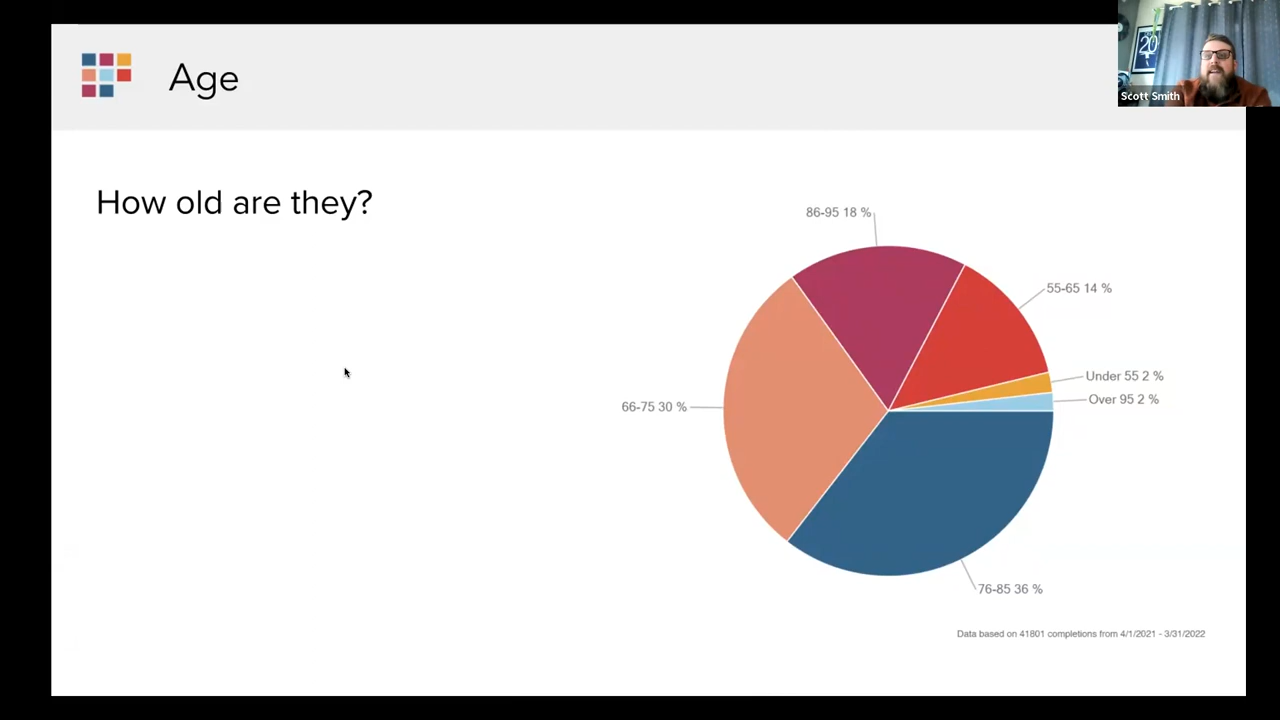 Age
Scott Smith
How old are they?
86-95 18 %
55-65 14 %
Under 55 2 %
Over 95 2 %
66-75 30 %
76-85 36 %
Data based on 41801 completions from 4/1/2021 - 3/31/2022
20